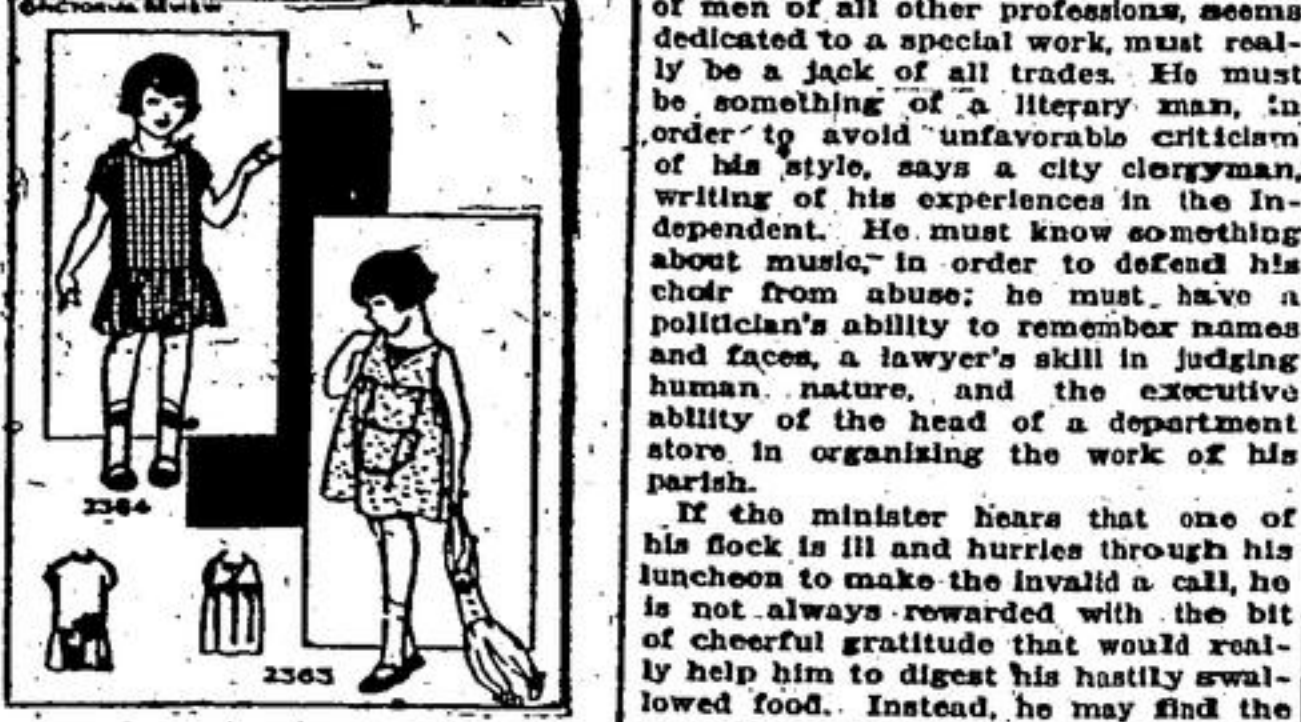 ©PICTORIAL REVIEW
2364
2363
of men of all other professions, seems
dedicated to a special work, must real-
ly be a jack of all trades. He must
be something of a literary man, in
order to avoid unfavorable criticism
of his style, says a city clergyman,
writing of his experiences in the In-
dependent. He must know something
about music, in order to defend his
choir from abuse; he must have a
politician's ability to remember names
and faces, a lawyer's skill in judging
human nature, and the executive
ability of the head of a department
store in organizing the work of his
parish.
If the minister hears that one of
his flock is ill and hurries through his
luncheon to make the invalid a call, he
is not always rewarded with the bit
of cheerful gratitude that would real-
ly help him to digest his hastily swal-
lowed food. Instead, he may find the